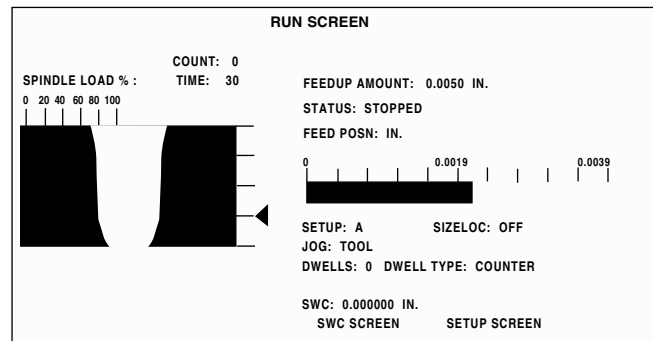 RUN SCREEN
COUNT: 0
SPINDLE LOAD % : TIME: 30
0 20 40 60 80 100
FEEDUP AMOUNT: 0.0050 IN.
STATUS: STOPPED
FEED POSN: IN.
0 0.0019 0.0039
SETUP: A SIZELOC: OFF
JOG: TOOL
DWELLS: 0 DWELL TYPE: COUNTER
SWC: 0.000000 IN.
SWC SCREEN SETUP SCREEN